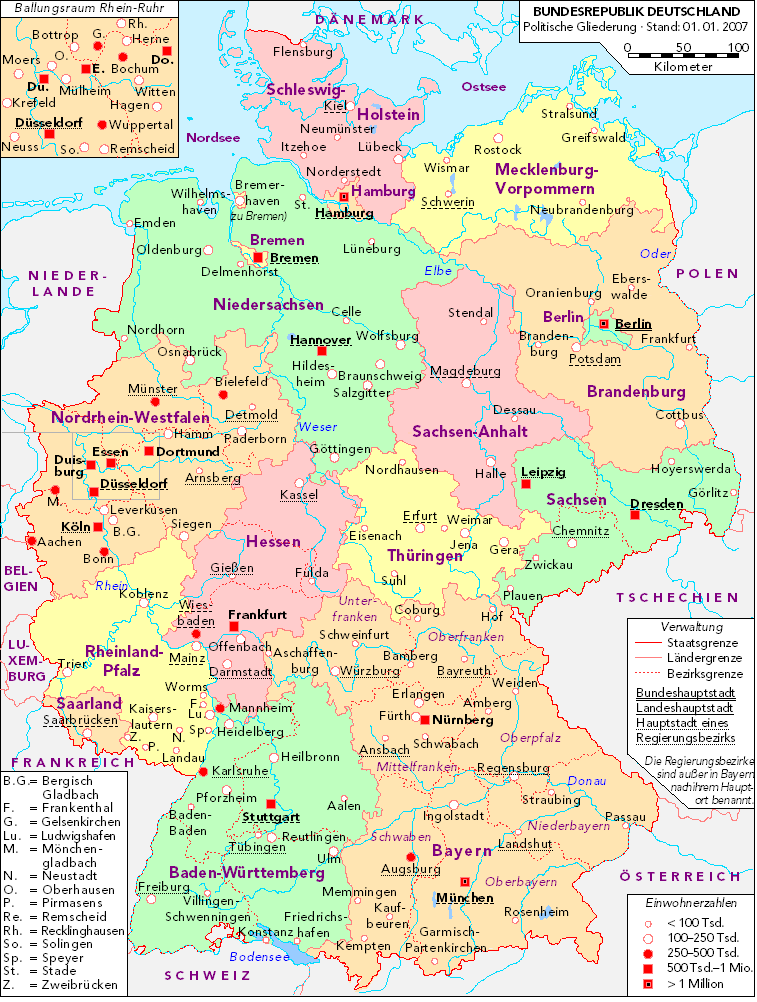 Ballungsraum Rhein-Ruhr
Rh.
Bottrop
G.
Herne
Moers
O.
E.
Bochum
Do.
Du.
Mülheim
Witten
Krefeld
Hagen
Düsseldorf
Wuppertal
Neuss
So.
Remscheid
BUNDESREPUBLIK DEUTSCHLAND
Politische Gliederung · Stand: 01. 01. 2007
0 50 100
Kilometer
DÄNEMARK
Flensburg
Schleswig-
Holstein
Kiel
Neumünster
Itzehoe
Lübeck
Norderstedt
Nordsee
Ostsee
Stralsund
Greifswald
Rostock
Wismar
Mecklenburg-
Vorpommern
Schwerin
Neubrandenburg
Hamburg
Hamburg
St.
Bremer-
haven
(zu Bremen)
Wilhelms-
haven
Emden
Bremen
Bremen
Oldenburg
Delmenhorst
Lüneburg
Elbe
Oder
NIEDER-
LANDE
POLEN
Niedersachsen
Celle
Nordhorn
Osnabrück
Hannover
Wolfsburg
Hildes-
heim
Braunschweig
Salzgitter
Göttingen
Weser
Stendal
Magdeburg
Dessau
Sachsen-Anhalt
Halle
Oranienburg
Ebers-
walde
Berlin
Berlin
Branden-
burg
Potsdam
Frankfurt
Brandenburg
Cottbus
Münster
Bielefeld
Nordrhein-Westfalen
Detmold
Hamm
Paderborn
Duis-
burg
Essen
Dortmund
Düsseldorf
Arnsberg
M.
Köln
Leverkusen
B.G.
Siegen
Aachen
Bonn
Rhein
Kassel
Hessen
Gießen
Fulda
Wies-
baden
Frankfurt
Offenbach
Darmstadt
Nordhausen
Erfurt
Weimar
Eisenach
Jena
Gera
Thüringen
Suhl
Leipzig
Sachsen
Hoyerswerda
Görlitz
Dresden
Chemnitz
Zwickau
Plauen
BEL-
GIEN
LU-
XEM-
BURG
TSCHECHIEN
Koblenz
Rheinland-
Pfalz
Mainz
Trier
Worms
F.
Lu.
Kaisers-
lautern
N.
Sp.
Z.
P.
Landau
Saarland
Saarbrücken
FRANKREICH
Unter-
franken
Coburg
Hof
Schweinfurt
Oberfranken
Aschaffen-
burg
Würzburg
Bamberg
Bayreuth
Weiden
Erlangen
Amberg
Fürth
Nürnberg
Ansbach
Schwabach
Oberpfalz
Mittelfranken
Regensburg
Donau
Straubing
Ingolstadt
Niederbayern
Passau
Landshut
Schwaben
Bayern
Augsburg
Oberbayern
München
Memmingen
Kauf-
beuren
Rosenheim
Kempten
Garmisch-
Partenkirchen
Mannheim
Heidelberg
Heilbronn
Karlsruhe
Pforzheim
Baden-
Baden
Stuttgart
Aalen
Reutlingen
Tübingen
Ulm
Baden-Württemberg
Freiburg
Villingen-
Schwenningen
Friedrichs-
hafen
Konstanz
Bodensee
SCHWEIZ
ÖSTERREICH
Verwaltung
Staatsgrenze
Ländergrenze
Bezirksgrenze
Bundeshauptstadt
Landeshauptstadt
Hauptstadt eines
Regierungsbezirks
Die Regierungsbezirke
sind außer in Bayern
nach ihrem Haupt-
ort benannt.
B.G.= Bergisch
Gladbach
F. = Frankenthal
G. = Gelsenkirchen
Lu. = Ludwigshafen
M. = Mönchen-
gladbach
N. = Neustadt
O. = Oberhausen
P. = Pirmasens
Re. = Remscheid
Rh. = Recklinghausen
So. = Solingen
Sp. = Speyer
St. = Stade
Z. = Zweibrücken
Einwohnerzahlen
< 100 Tsd.
100–250 Tsd.
250–500 Tsd.
500 Tsd.–1 Mio.
> 1 Million